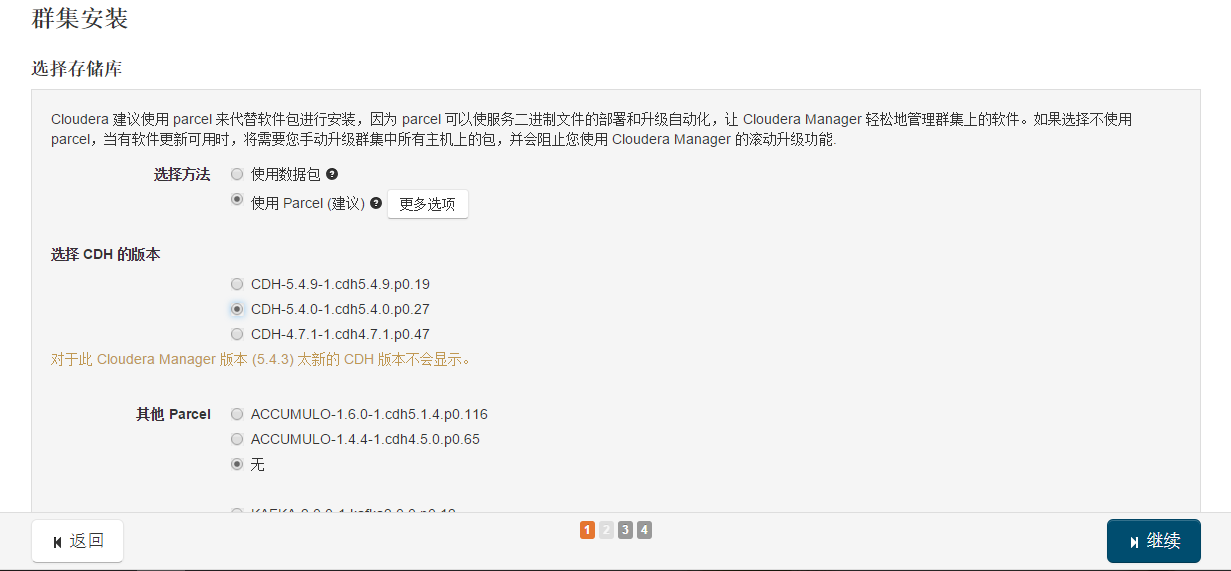 群集安装
选择存储库
Cloudera 建议使用 parcel 来代替软件包进行安装，因为 parcel 可以使服务二进制文件的部署和升级自动化，让 Cloudera Manager 轻松地管理群集上的软件。如果选择不使用
parcel，当有软件更新可用时，将需要您手动升级群集中所有主机上的包，并会阻止您使用 Cloudera Manager 的滚动升级功能.
选择方法 使用数据包 ?
使用 Parcel (建议) ? 更多选项
选择 CDH 的版本
CDH-5.4.9-1.cdh5.4.9.p0.19
CDH-5.4.0-1.cdh5.4.0.p0.27
CDH-4.7.1-1.cdh4.7.1.p0.47
对于此 Cloudera Manager 版本 (5.4.3) 太新的 CDH 版本不会显示。
其他 Parcel ACCUMULO-1.6.0-1.cdh5.1.4.p0.116
ACCUMULO-1.4.4-1.cdh4.5.0.p0.65
无
返回 1 2 3 4 继续